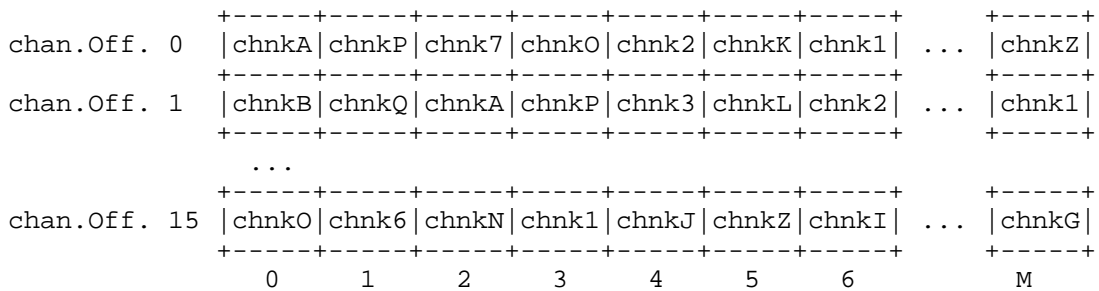 +-----+-----+-----+-----+-----+-----+-----+     +-----+
chan.Off. 0     |chnkA|chnkP|chnk7|chnkO|chnk2|chnkK|chnk1| ... |chnkZ|
                +-----+-----+-----+-----+-----+-----+-----+     +-----+
chan.Off. 1     |chnkB|chnkQ|chnkA|chnkP|chnk3|chnkL|chnk2| ... |chnk1|
                +-----+-----+-----+-----+-----+-----+-----+     +-----+
                  ...
                +-----+-----+-----+-----+-----+-----+-----+     +-----+
chan.Off. 15    |chnkO|chnk6|chnkN|chnk1|chnkJ|chnkZ|chnkI| ... |chnkG|
                +-----+-----+-----+-----+-----+-----+-----+     +-----+
                   0     1     2     3     4     5     6           M